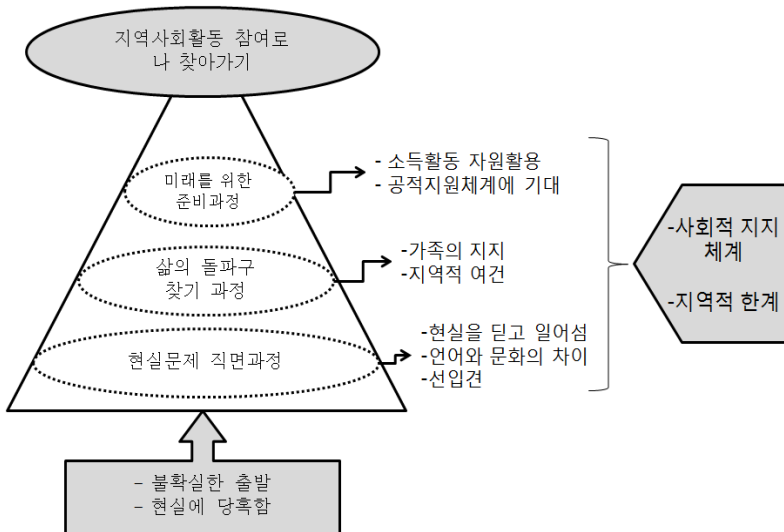 지역사회활동 참여로
나 찾아가기
미래를 위한
준비과정
- 소득활동 자원활용
- 공적지원체계에 기대
삶의 돌파구
찾기 과정
-가족의 지지
-지역적 여건
현실문제 직면과정
-현실을 딛고 일어섬
-언어와 문화의 차이
-선입견
-사회적 지지
체계
-지역적 한계
- 불확실한 출발
- 현실에 당혹함